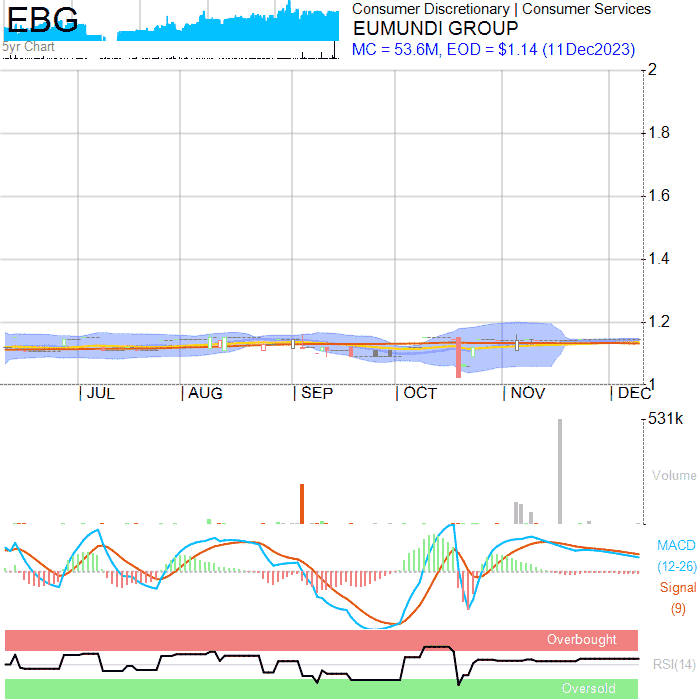 EBG
Consumer Discretionary | Consumer Services
EUMUNDI GROUP
5yr Chart
MC = 53.6M, EOD = $1.14 (11Dec2023)
2
1.8
1.6
1.4
1.2
1
| JUL | AUG | SEP | OCT | NOV | DEC
531k
Volume
MACD
(12-26)
Signal
(9)
Overbought
RSI(14)
Oversold